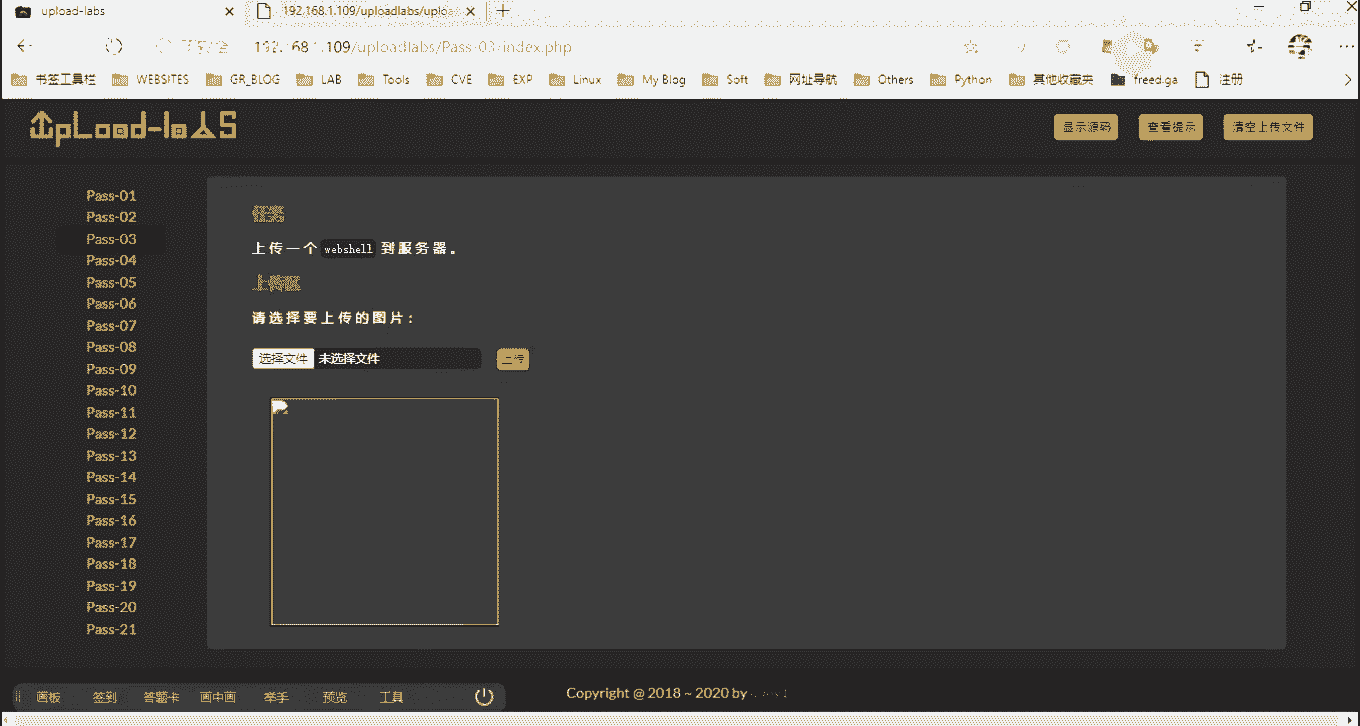 upload-labs
192.168.1.109/uploadlabs/uploa
192.168.1.109/uploadlabs/Pass-03/index.php
书签工具栏 WEBSITES GR_BLOG LAB Tools CVE EXP Linux My Blog Soft 网址导航 Others Python 其他收藏夹 freed.ga 注册
UpLoad-labS
显示源码 查看提示 清空上传文件
Pass-01
Pass-02
Pass-03
Pass-04
Pass-05
Pass-06
Pass-07
Pass-08
Pass-09
Pass-10
Pass-11
Pass-12
Pass-13
Pass-14
Pass-15
Pass-16
Pass-17
Pass-18
Pass-19
Pass-20
Pass-21
任务
上传一个 webshell 到服务器。
上传区
请选择要上传的图片：
选择文件 未选择文件 上传
画板 签到 答题卡 画中画 举手 预览 工具
Copyright @ 2018 ~ 2020 by